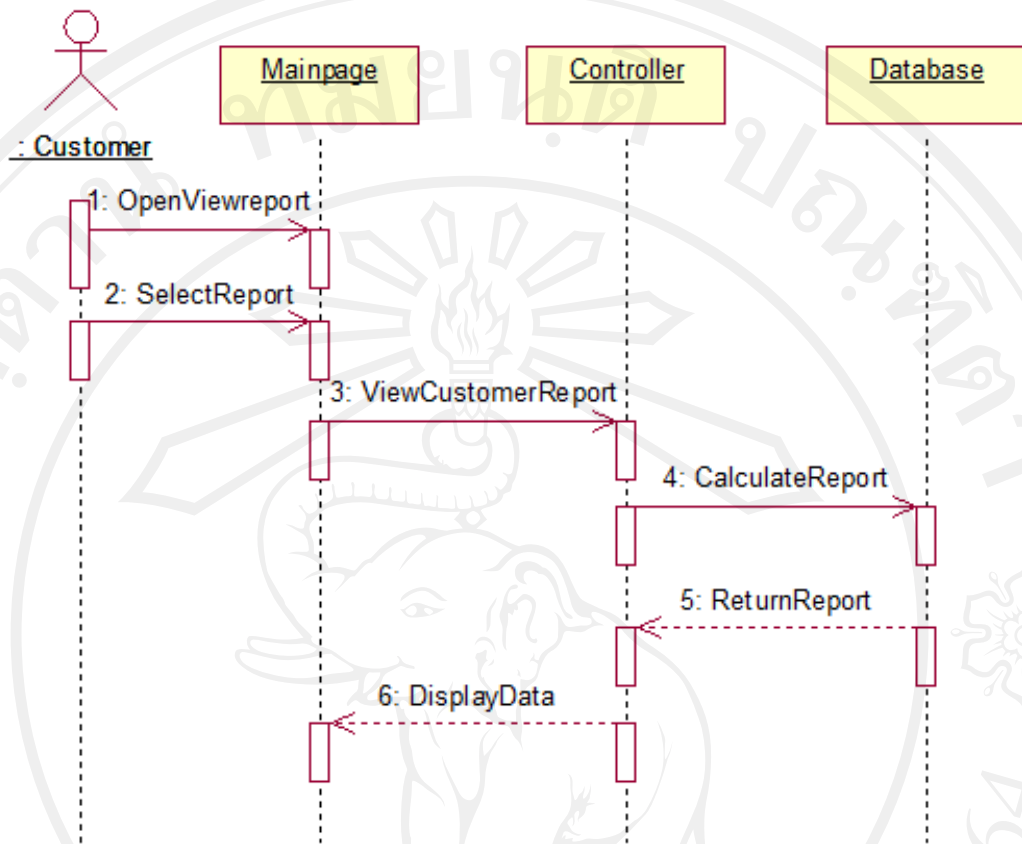 Mainpage
Controller
Database
: Customer
1: OpenViewreport
2: SelectReport
3: ViewCustomerReport
4: CalculateReport
5: ReturnReport
6: DisplayData